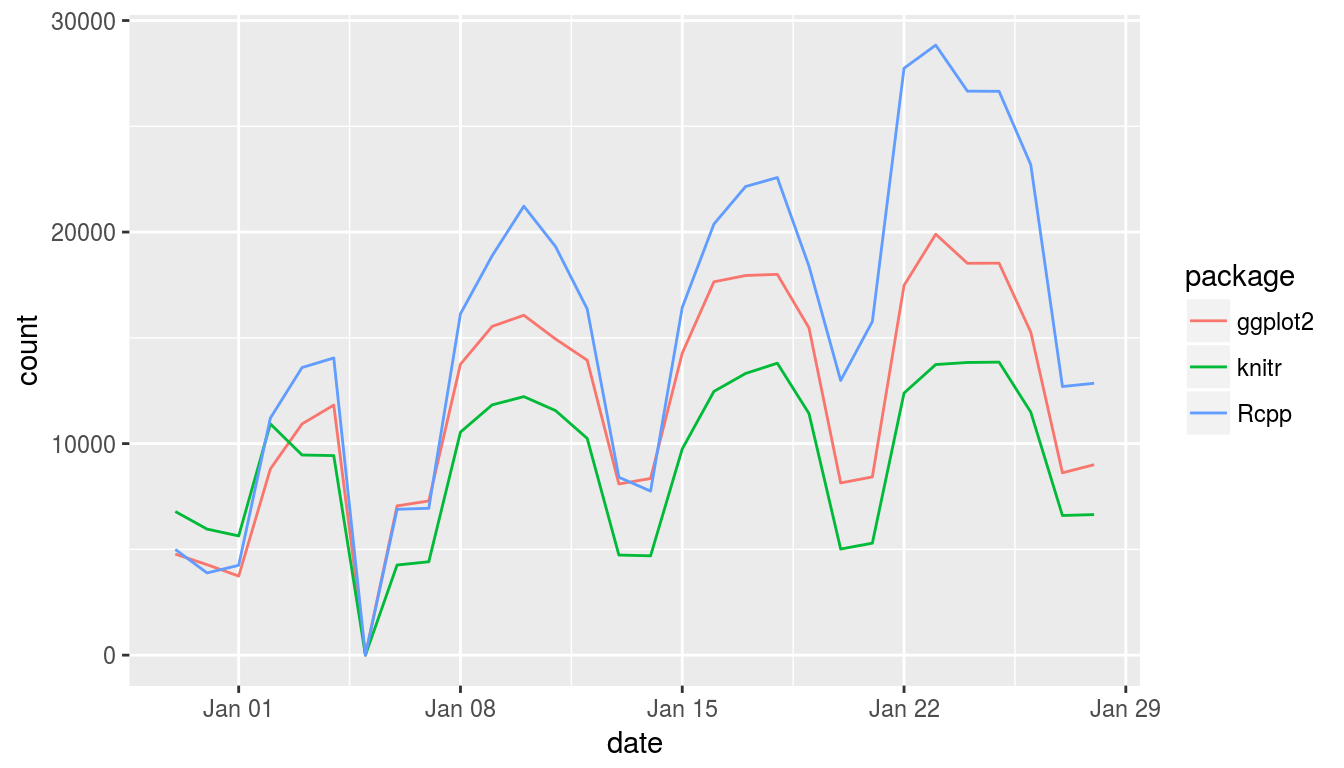 30000
20000
10000
0
count
Jan 01
Jan 08
Jan 15
Jan 22
Jan 29
date
package
ggplot2
knitr
Rcpp